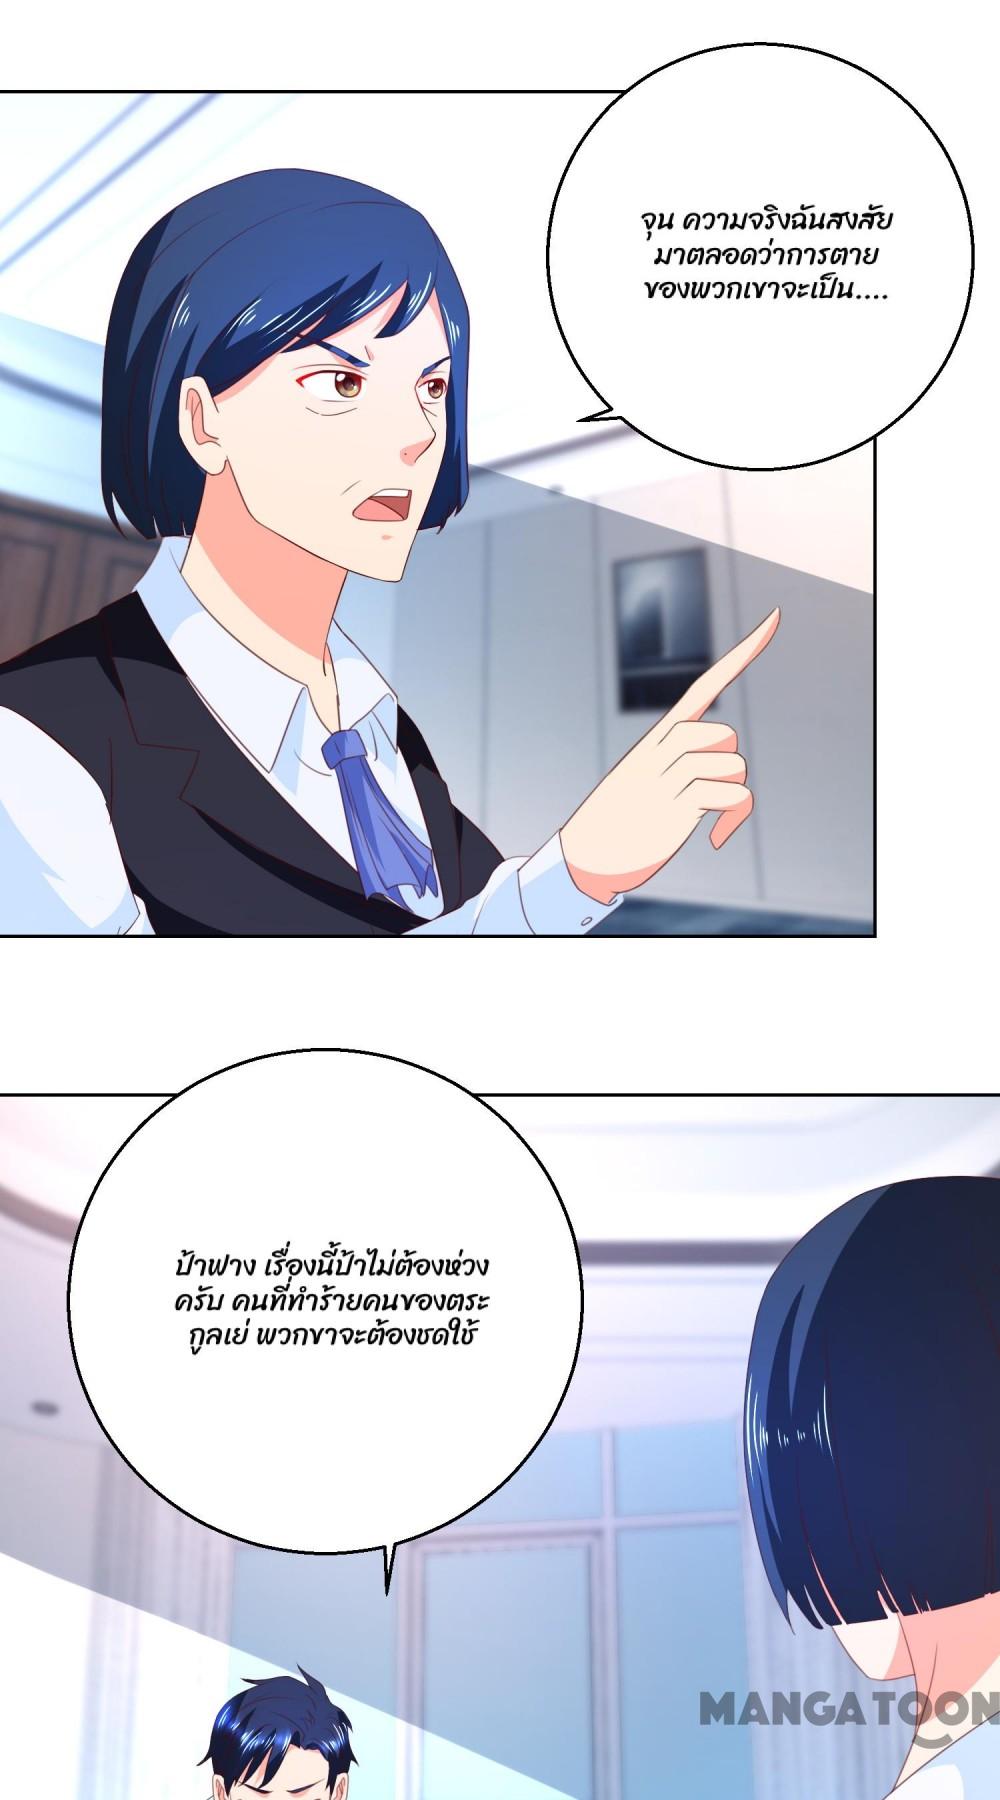 จุน ความจริงฉันสงสัย
มาตลอดว่าการตาย
ของพวกเขาจะเป็น....
ป้าฟาง เรื่องนี้ป้าไม่ต้องห่วง
ครับ คนที่ทำร้ายคนของตระ
กูลเย่ พวกขาจะต้องชดใช้
MANGATOON